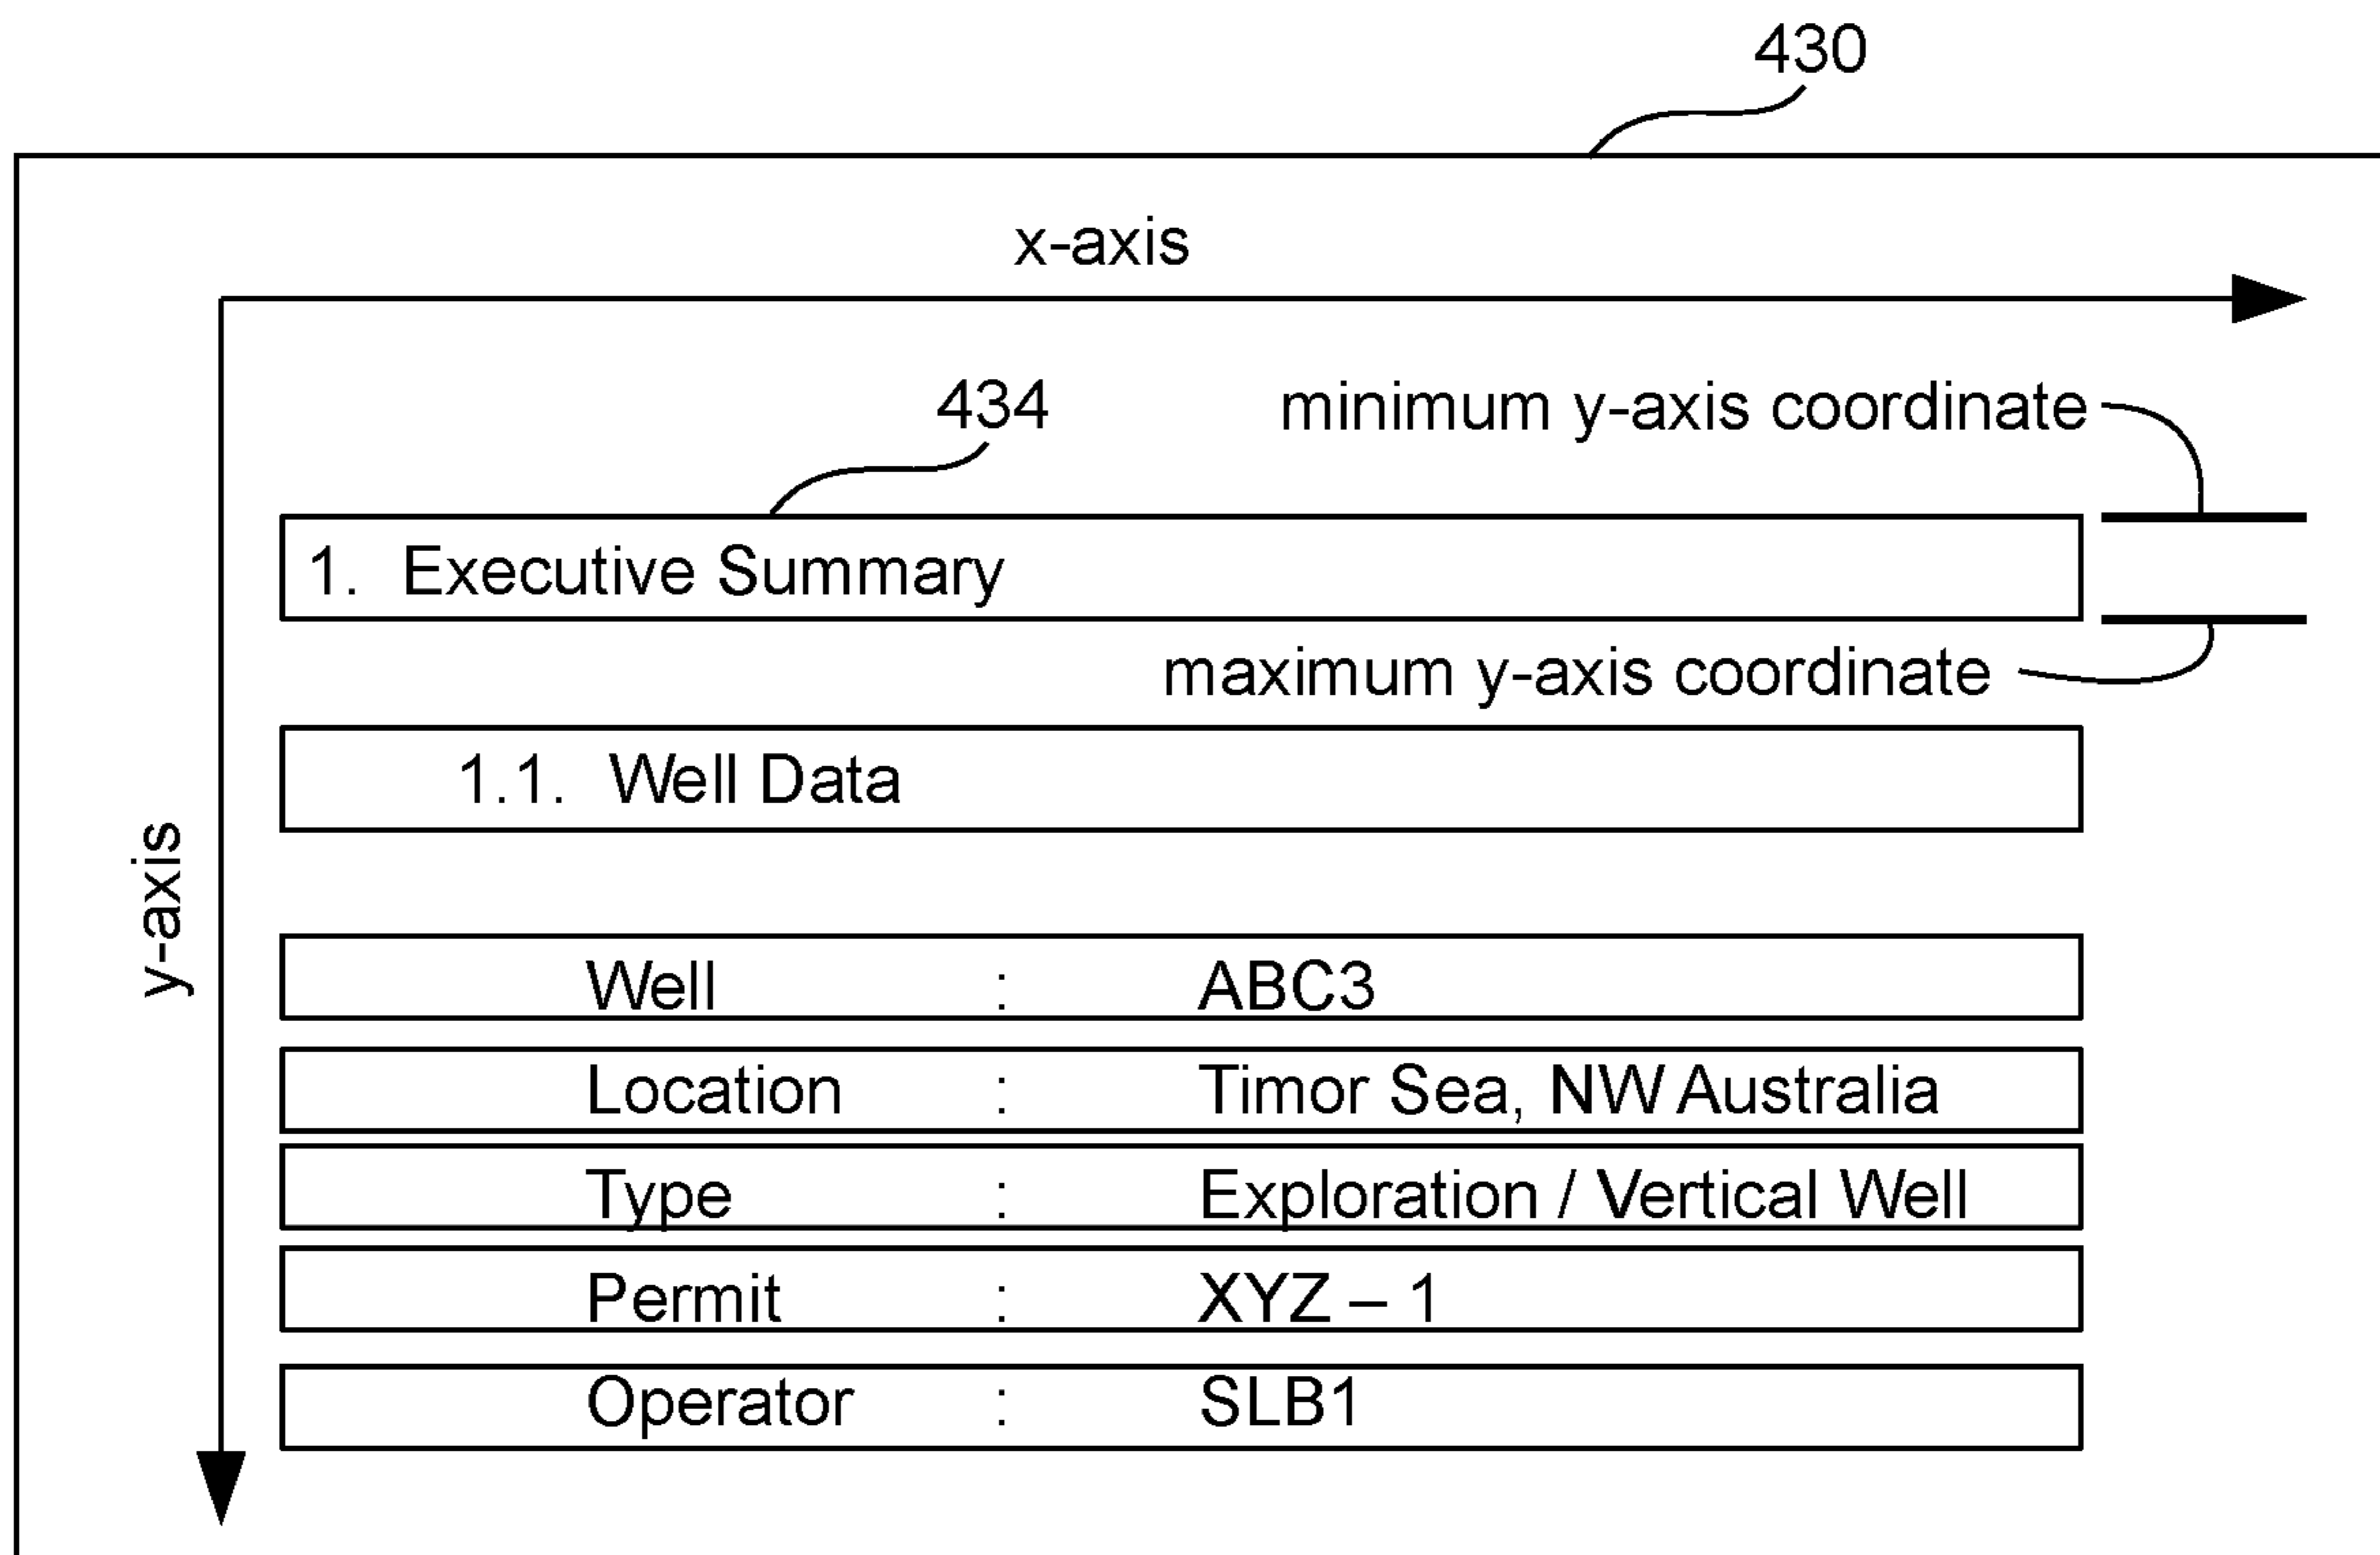 430
x-axis
434
minimum y-axis coordinate
1. Executive Summary
maximum y-axis coordinate
1.1. Well Data
y-axis
Well : ABC3
Location : Timor Sea, NW Australia
Type : Exploration / Vertical Well
Permit : XYZ – 1
Operator : SLB1